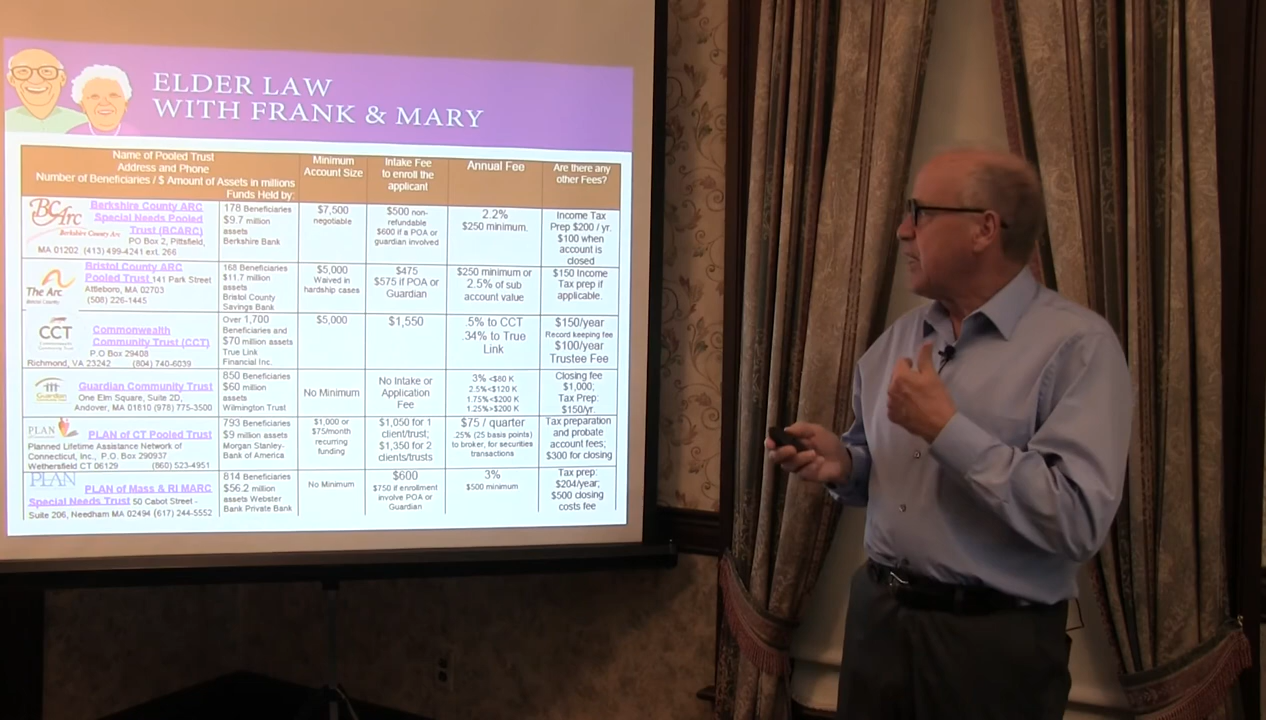 ELDER LAW
WITH FRANK & MARY
Name of Pooled Trust
Address and Phone
Number of Beneficiaries / $ Amount of Assets in millions
Funds Held by:
Minimum
Account Size
Intake Fee
to enroll the
applicant
Annual Fee
Are there any
other Fees?
BC
Arc
Berkshire County Arc
Berkshire County ARC
Special Needs Pooled
Trust (BCARC)
PO Box 2, Pittsfield,
MA 01202 (413) 499-4241 ext. 266
178 Beneficiaries
$9.7 million
assets
Berkshire Bank
$7,500
negotiable
$500 non-
refundable
$600 if a POA or
guardian involved
2.2%
$250 minimum.
Income Tax
Prep $200 / yr.
$100 when
account is
closed
The Arc
Bristol County
Bristol County ARC
Pooled Trust 141 Park Street
Attleboro, MA 02703
(508) 226-1445
168 Beneficiaries
$11.7 million
assets
Bristol County
Savings Bank
$5,000
Waived in
hardship cases
$475
$575 if POA or
Guardian
$250 minimum or
2.5% of sub
account value
$150 Income
Tax prep if
applicable.
CCT
Commonwealth
Community Trust (CCT)
P.O Box 29408
Richmond, VA 23242 (804) 740-6039
Over 1,700
Beneficiaries and
$70 million assets
True Link
Financial Inc.
$5,000
$1,550
.5% to CCT
.34% to True
Link
$150/year
Record keeping fee
$100/year
Trustee Fee
Guardian
Guardian Community Trust
One Elm Square, Suite 2D,
Andover, MA 01810 (978) 775-3500
850 Beneficiaries
$60 million
assets
Wilmington Trust
No Minimum
No Intake or
Application
Fee
3% <$80 K
2.5%<$120 K
1.75%<$200 K
1.25%>$200 K
Closing fee
$1,000;
Tax Prep:
$150/yr.
PLAN
PLAN of CT Pooled Trust
Planned Lifetime Assistance Network of
Connecticut, Inc., P.O. Box 290937
Wethersfield CT 06129 (860) 523-4951
793 Beneficiaries
$9 million assets
Morgan Stanley-
Bank of America
$1,000 or
$75/month
recurring
funding
$1,050 for 1
client/trust;
$1,350 for 2
clients/trusts
$75 / quarter
.25% (25 basis points)
to broker, for securities
transactions
Tax preparation
and probate
account fees;
$300 for closing
PLAN
PLAN of Mass & RI MARC
Special Needs Trust 50 Cabot Street -
Suite 206, Needham MA 02494 (617) 244-5552
814 Beneficiaries
$56.2 million
assets Webster
Bank Private Bank
No Minimum
$600
$750 if enrollment
involve POA or
Guardian
3%
$500 minimum
Tax prep:
$204/year;
$500 closing
costs fee